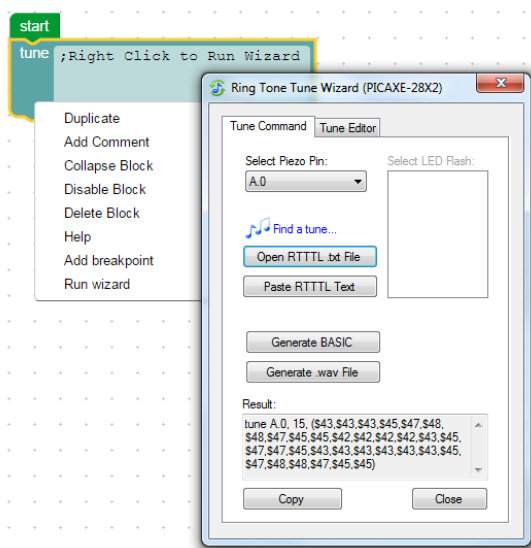 start
tune ;Right Click to Run Wizard
Duplicate
Add Comment
Collapse Block
Disable Block
Delete Block
Help
Add breakpoint
Run wizard
Ring Tone Tune Wizard (PICAXE-28X2)
Tune Command Tune Editor
Select Piezo Pin: Select LED Flash:
A.0
Find a tune...
Open RTTTL .txt File
Paste RTTTL Text
Generate BASIC
Generate .wav File
Result:
tune A.0, 15, ($43,$43,$43,$45,$47,$48,
$48,$47,$45,$45,$42,$42,$42,$42,$43,$45,
$47,$47,$45,$43,$43,$43,$43,$43,$43,$45,
$47,$48,$48,$47,$45,$45)
Copy Close